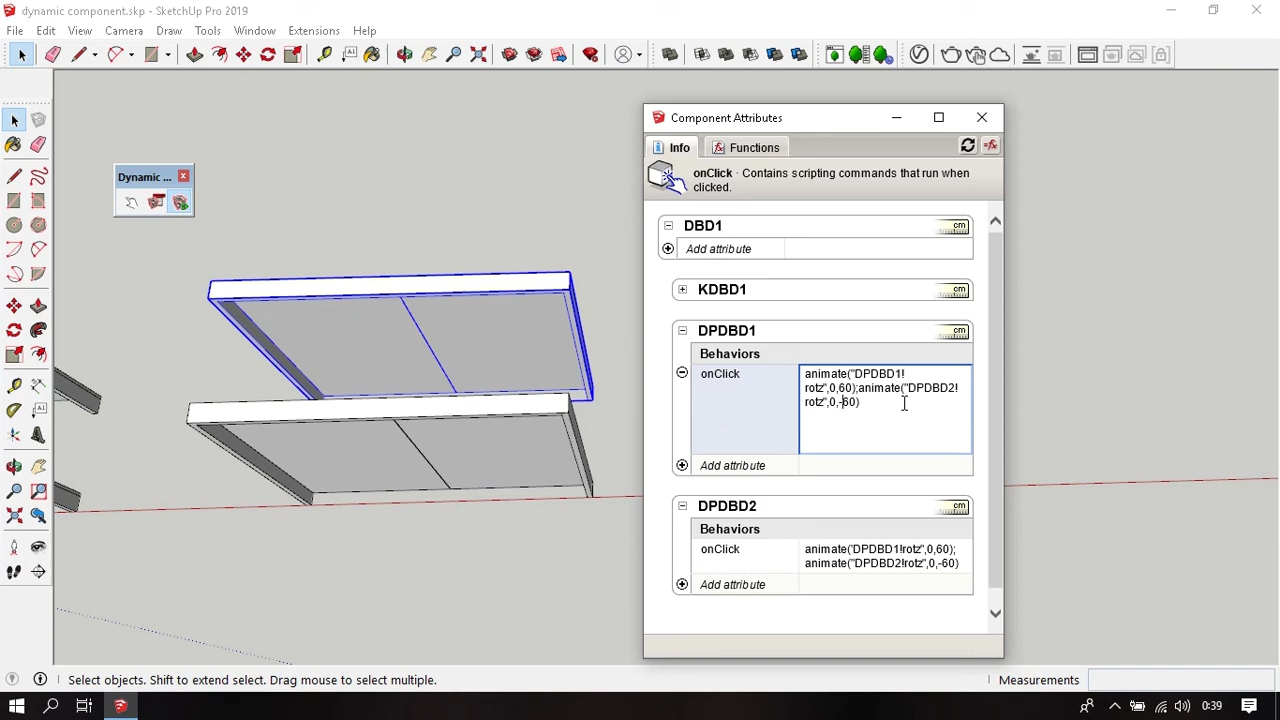 dynamic component.skp - SketchUp Pro 2019
File Edit View Camera Draw Tools Window Extensions Help
Dynamic ...
Component Attributes
Info Functions
onClick · Contains scripting commands that run when
clicked.
DBD1 cm
Add attribute
KDBD1 cm
DPDBD1 cm
Behaviors
onClick
animate("DPDBD1!
rotz",0,60);animate("DPDBD2!
rotz",0,-60)
Add attribute
DPDBD2 cm
Behaviors
onClick
animate("DPDBD1!rotz",0,60);
animate("DPDBD2!rotz",0,-60)
Add attribute
Select objects. Shift to extend select. Drag mouse to select multiple.
Measurements
0:39